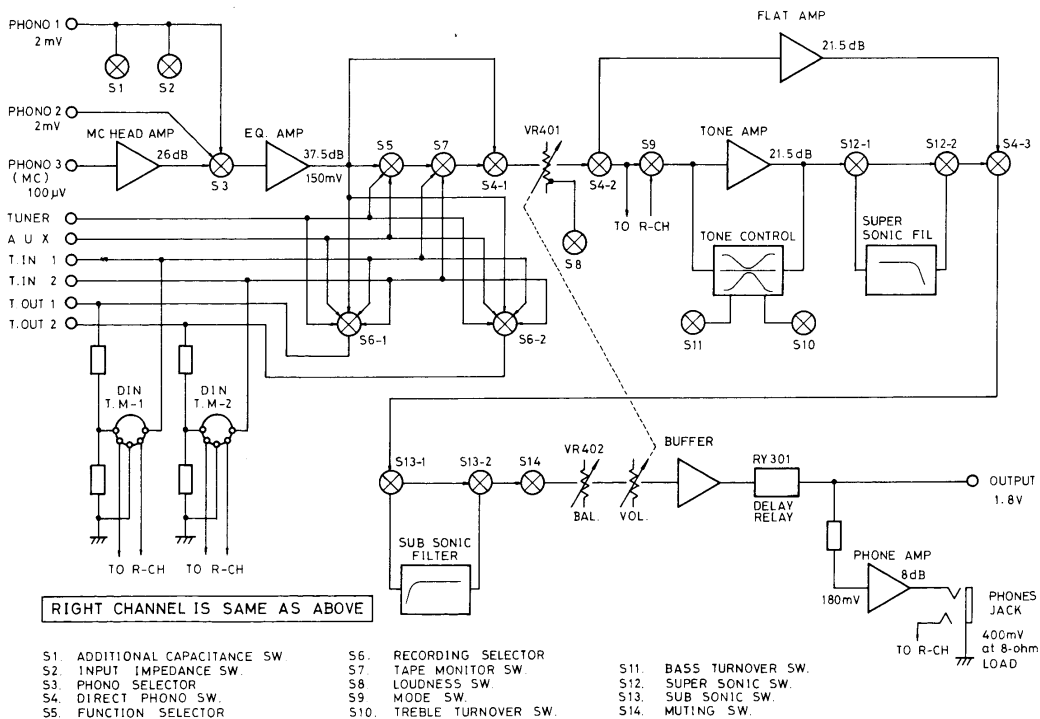 FLAT AMP
21.5dB
PHONO 1
2mV
S1
S2
PHONO 2
2mV
MC HEAD AMP
26dB
PHONO 3
(MC)
100µV
S3
EQ. AMP
37.5dB
150mV
S5
S7
S4-1
VR401
S8
S4-2
S9
TO R-CH
TONE AMP
21.5dB
S12-1
S12-2
S4-3
TONE CONTROL
S11
S10
SUPER
SONIC FIL
TUNER
AUX
T.IN 1
T.IN 2
T.OUT 1
T.OUT 2
S6-1
S6-2
DIN
T.M-1
DIN
T.M-2
TO R-CH
TO R-CH
S13-1
S13-2
S14
VR402
BAL.
VOL.
BUFFER
RY301
DELAY
RELAY
OUTPUT
1.8V
SUB SONIC
FILTER
PHONE AMP
8dB
180mV
TO R-CH
PHONES
JACK
400mV
at 8-ohm
LOAD
RIGHT CHANNEL IS SAME AS ABOVE
S1. ADDITIONAL CAPACITANCE SW.
S2. INPUT IMPEDANCE SW.
S3. PHONO SELECTOR
S4. DIRECT PHONO SW.
S5. FUNCTION SELECTOR
S6. RECORDING SELECTOR
S7. TAPE MONITOR SW.
S8 LOUDNESS SW.
S9. MODE SW.
S10. TREBLE TURNOVER SW.
S11. BASS TURNOVER SW.
S12. SUPER SONIC SW.
S13. SUB SONIC SW.
S14. MUTING SW.